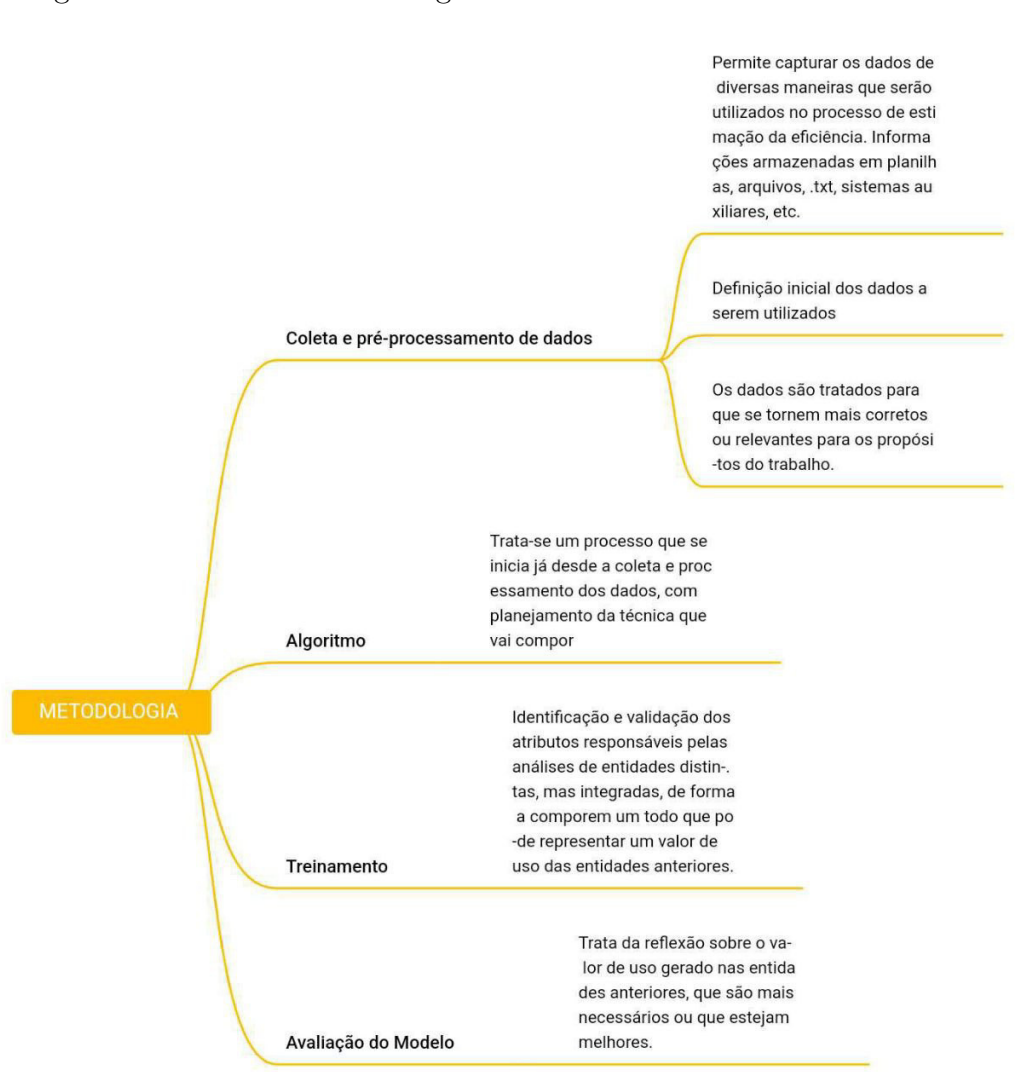 Permite capturar os dados de
diversas maneiras que serão
utilizados no processo de esti
mação da eficiência. Informa
ções armazenadas em planilh
as, arquivos, .txt, sistemas au
xiliares, etc.
Definição inicial dos dados a
serem utilizados
Coleta e pré-processamento de dados
Os dados são tratados para
que se tornem mais corretos
ou relevantes para os propósi
-tos do trabalho.
Trata-se um processo que se
inicia já desde a coleta e proc
essamento dos dados, com
planejamento da técnica que
vai compor
Algoritmo
METODOLOGIA
Identificação e validação dos
atributos responsáveis pelas
análises de entidades distin-.
tas, mas integradas, de forma
a comporem um todo que po
-de representar um valor de
uso das entidades anteriores.
Treinamento
Trata da reflexão sobre o va-
lor de uso gerado nas entida
des anteriores, que são mais
necessários ou que estejam
melhores.
Avaliação do Modelo